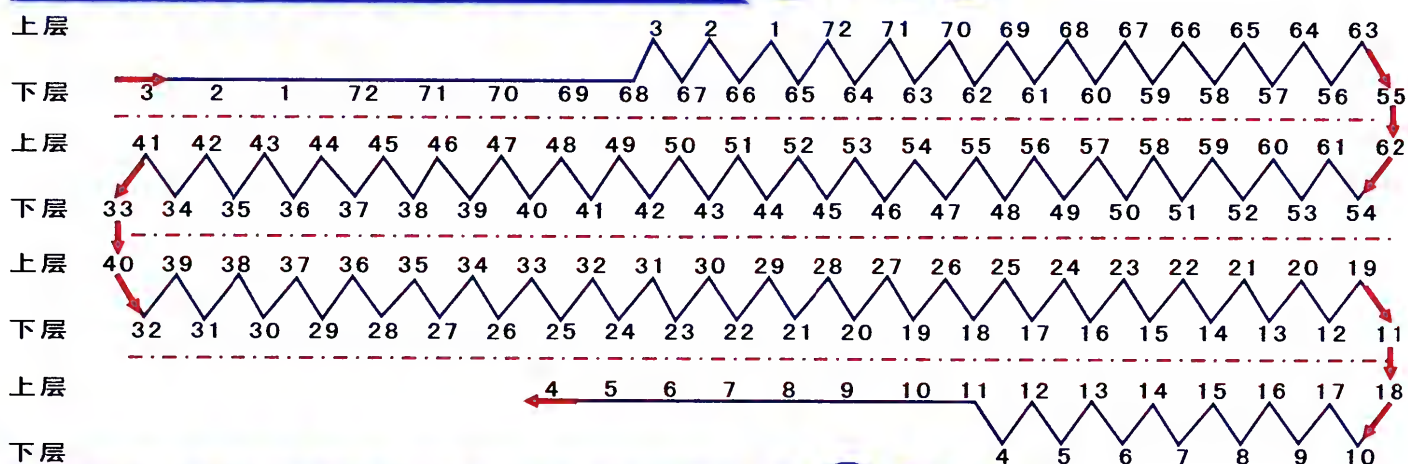 上层 3 2 1 72 71 70 69 68 67 66 65 64 63
下层 3 2 1 72 71 70 69 68 67 66 65 64 63 62 61 60 59 58 57 56 55
上层 41 42 43 44 45 46 47 48 49 50 51 52 53 54 55 56 57 58 59 60 61 62
下层 33 34 35 36 37 38 39 40 41 42 43 44 45 46 47 48 49 50 51 52 53 54
上层 40 39 38 37 36 35 34 33 32 31 30 29 28 27 26 25 24 23 22 21 20 19
下层 32 31 30 29 28 27 26 25 24 23 22 21 20 19 18 17 16 15 14 13 12 11
上层 4 5 6 7 8 9 10 11 12 13 14 15 16 17 18
下层 4 5 6 7 8 9 10